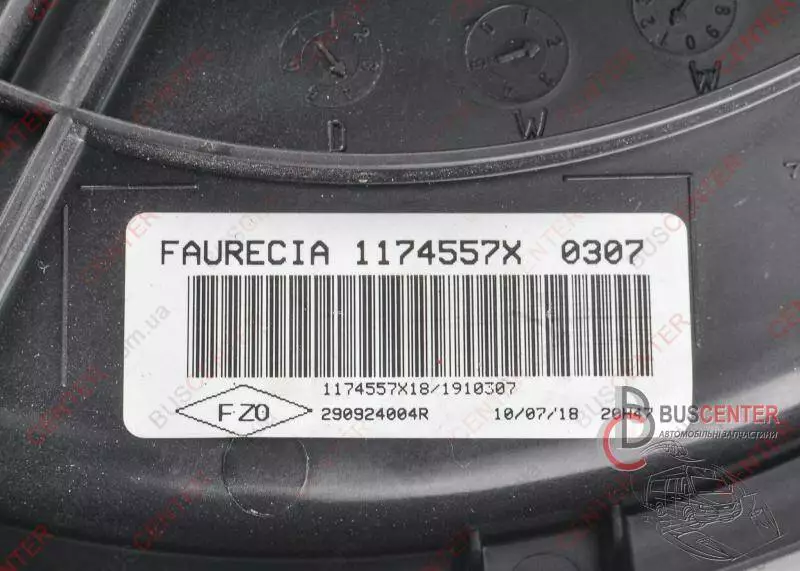 D W M
FAURECIA 1174557X 0307
1174557X18/1910307
FZO 290924004R 10/07/18 20H47
BUSCENTER
АВТОМОБІЛЬНІ ЗАПЧАСТИНИ